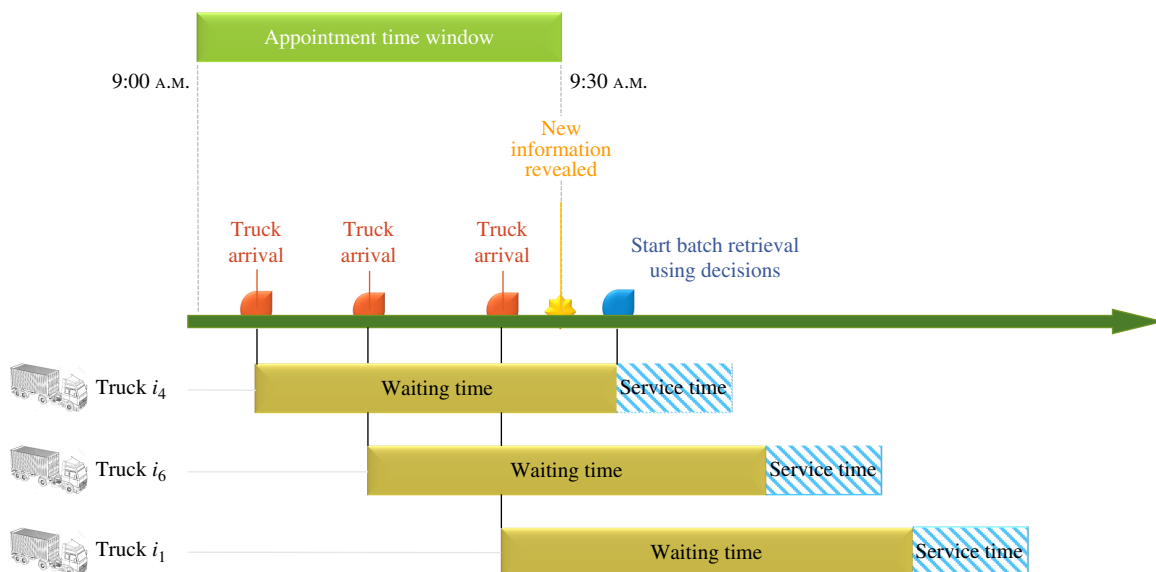 Appointment time window
9:00 A.M.
9:30 A.M.
New
information
revealed
Truck
arrival
Truck
arrival
Truck
arrival
Start batch retrieval
using decisions
Truck i4
Waiting time
Service time
Truck i6
Waiting time
Service time
Truck i1
Waiting time
Service time